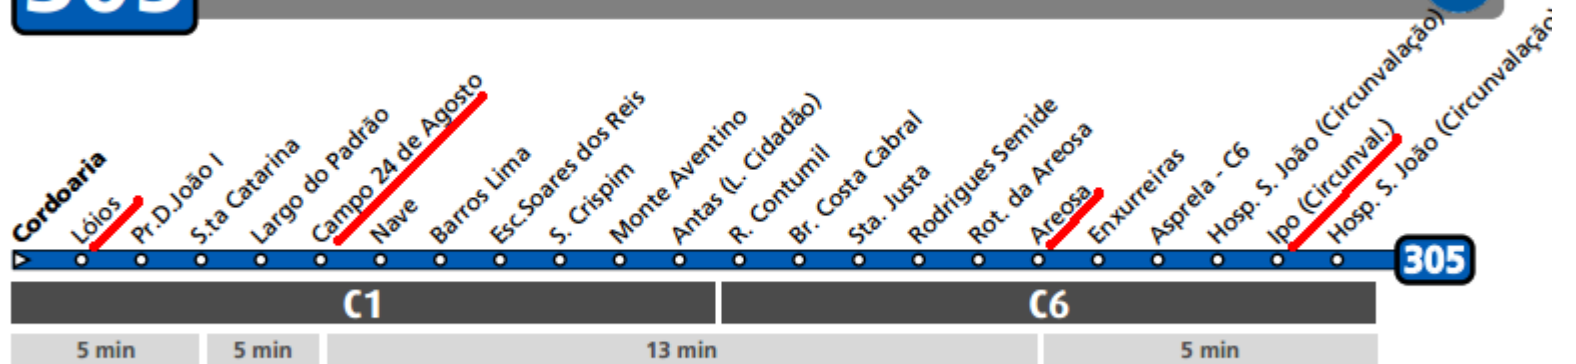 305
Cordoaria
Lóios
Pr.D.João I
S.ta Catarina
Largo do Padrão
Campo 24 de Agosto
Nave
Barros Lima
Esc.Soares dos Reis
S. Crispim
Monte Aventino
Antas (L. Cidadão)
R. Contumil
Br. Costa Cabral
Sta. Justa
Rodrigues Semide
Rot. da Areosa
Areosa
Enxurreiras
Asprela - C6
Hosp. S. João (Circunvalação)
Ipo (Circunval.)
Hosp. S. João (Circunvalação)
305
C1 C6
5 min 5 min 13 min 5 min